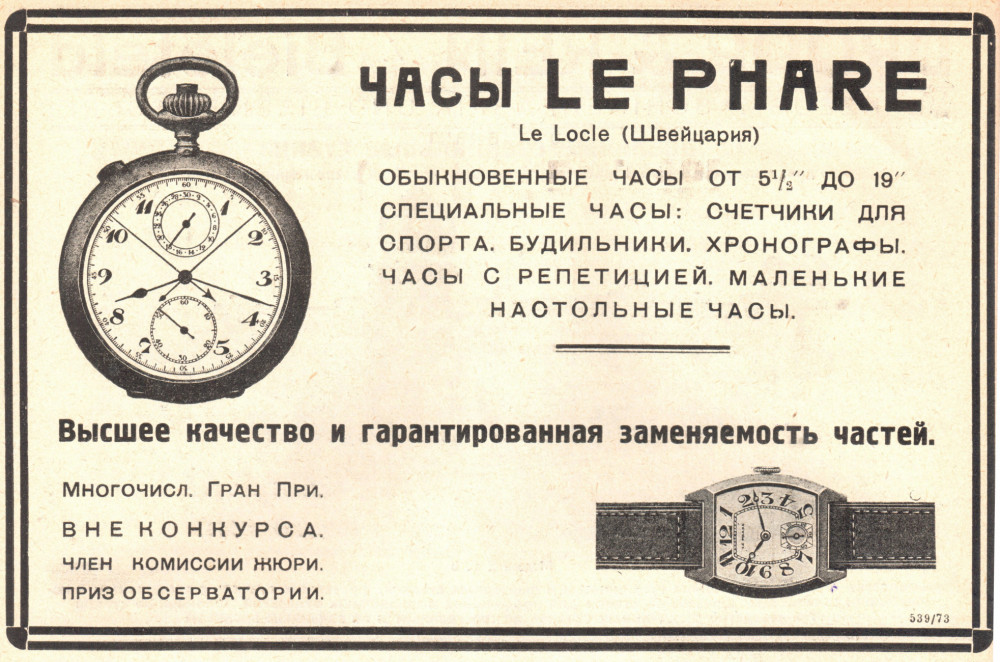 ЧАСЫ LE PHARE
Le Locle (Швейцария)
ОБЫКНОВЕННЫЕ ЧАСЫ ОТ 5½″ ДО 19″
СПЕЦИАЛЬНЫЕ ЧАСЫ: СЧЕТЧИКИ ДЛЯ
СПОРТА. БУДИЛЬНИКИ. ХРОНОГРАФЫ.
ЧАСЫ С РЕПЕТИЦИЕЙ. МАЛЕНЬКИЕ
НАСТОЛЬНЫЕ ЧАСЫ.
Высшее качество и гарантированная заменяемость частей.
Многочисл. Гран При.
ВНЕ КОНКУРСА.
ЧЛЕН КОМИССИИ ЖЮРИ.
ПРИЗ ОБСЕРВАТОРИИ.
539/73